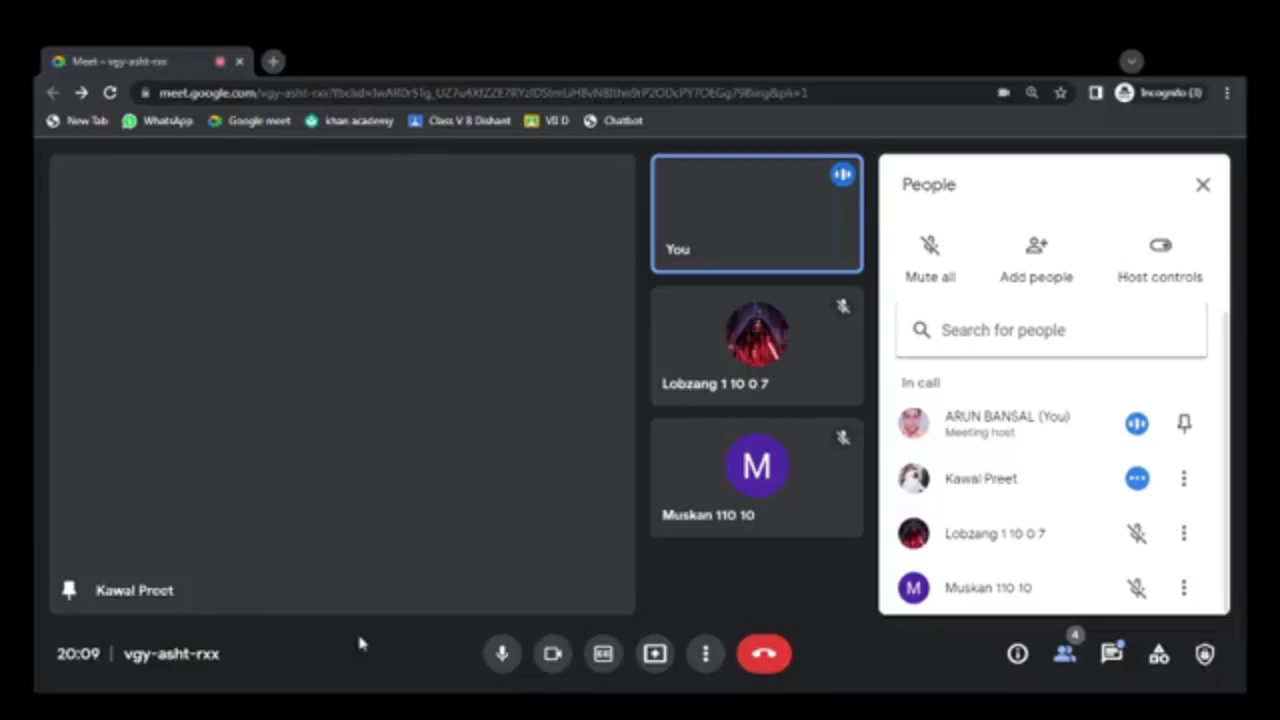 Meet – vgy-asht-rxx
meet.google.com
Incognito (3)
New Tab WhatsApp Google meet khan academy Class V B Dishant VII D Chatbot
You
Lobzang 1 10 0 7
M
Muskan 110 10
Kawal Preet
People
Mute all Add people Host controls
Search for people
In call
ARUN BANSAL (You)
Meeting host
Kawal Preet
Lobzang 1 10 0 7
M Muskan 110 10
20:09 | vgy-asht-rxx
4